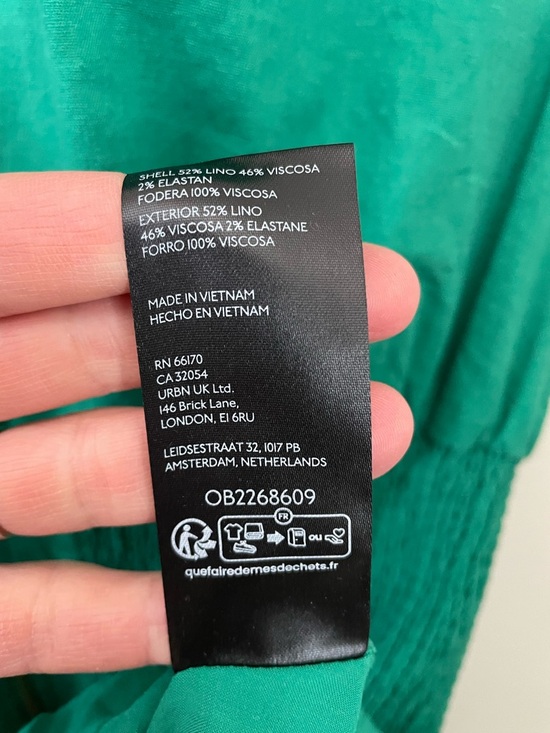 SHELL 52% LINO 46% VISCOSA
2% ELASTAN
FODERA 100% VISCOSA
EXTERIOR 52% LINO
46% VISCOSA 2% ELASTANE
FORRO 100% VISCOSA
MADE IN VIETNAM
HECHO EN VIETNAM
RN 66170
CA 32054
URBN UK Ltd.
146 Brick Lane,
LONDON, E1 6RU
LEIDSESTRAAT 32, 1017 PB
AMSTERDAM, NETHERLANDS
OB2268609
FR
OU
quefairedemesdechets.fr